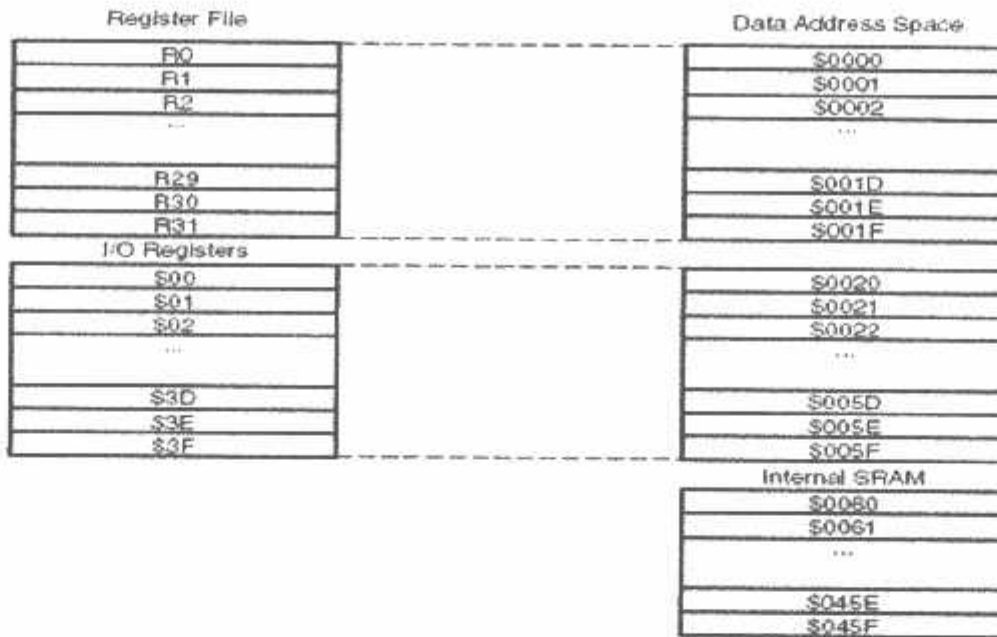 Register File
R0
R1
R2
...
R29
R30
R31
I/O Registers
$00
$01
$02
...
$3D
$3E
$3F
Data Address Space
$0000
$0001
$0002
...
$001D
$001E
$001F
$0020
$0021
$0022
...
$005D
$005E
$005F
Internal SRAM
$0060
$0061
...
$045E
$045F